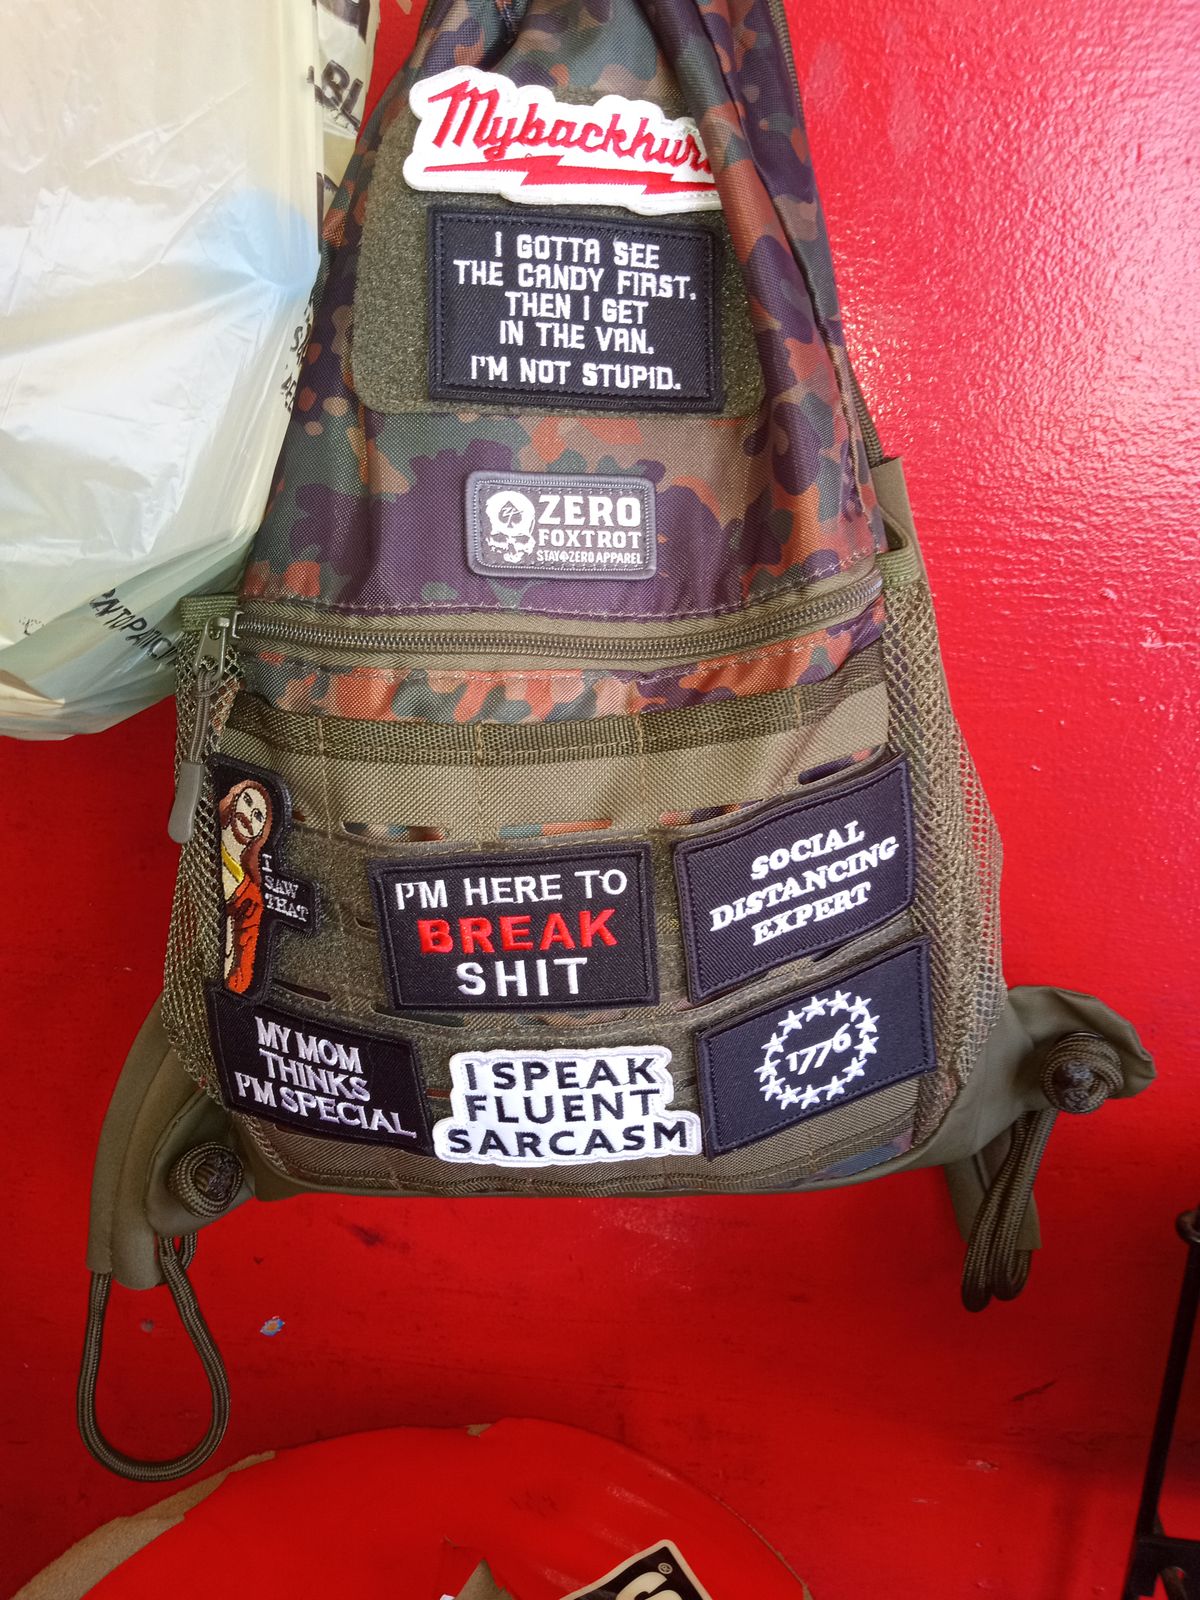 Mybackhur
I GOTTA SEE
THE CANDY FIRST.
THEN I GET
IN THE VAN.
I'M NOT STUPID.
ZERO
FOXTROT
STAY ZERO APPAREL
I
SAW
THAT
I'M HERE TO
BREAK
SHIT
SOCIAL
DISTANCING
EXPERT
MY MOM
THINKS
I'M SPECIAL
I SPEAK
FLUENT
SARCASM
1776